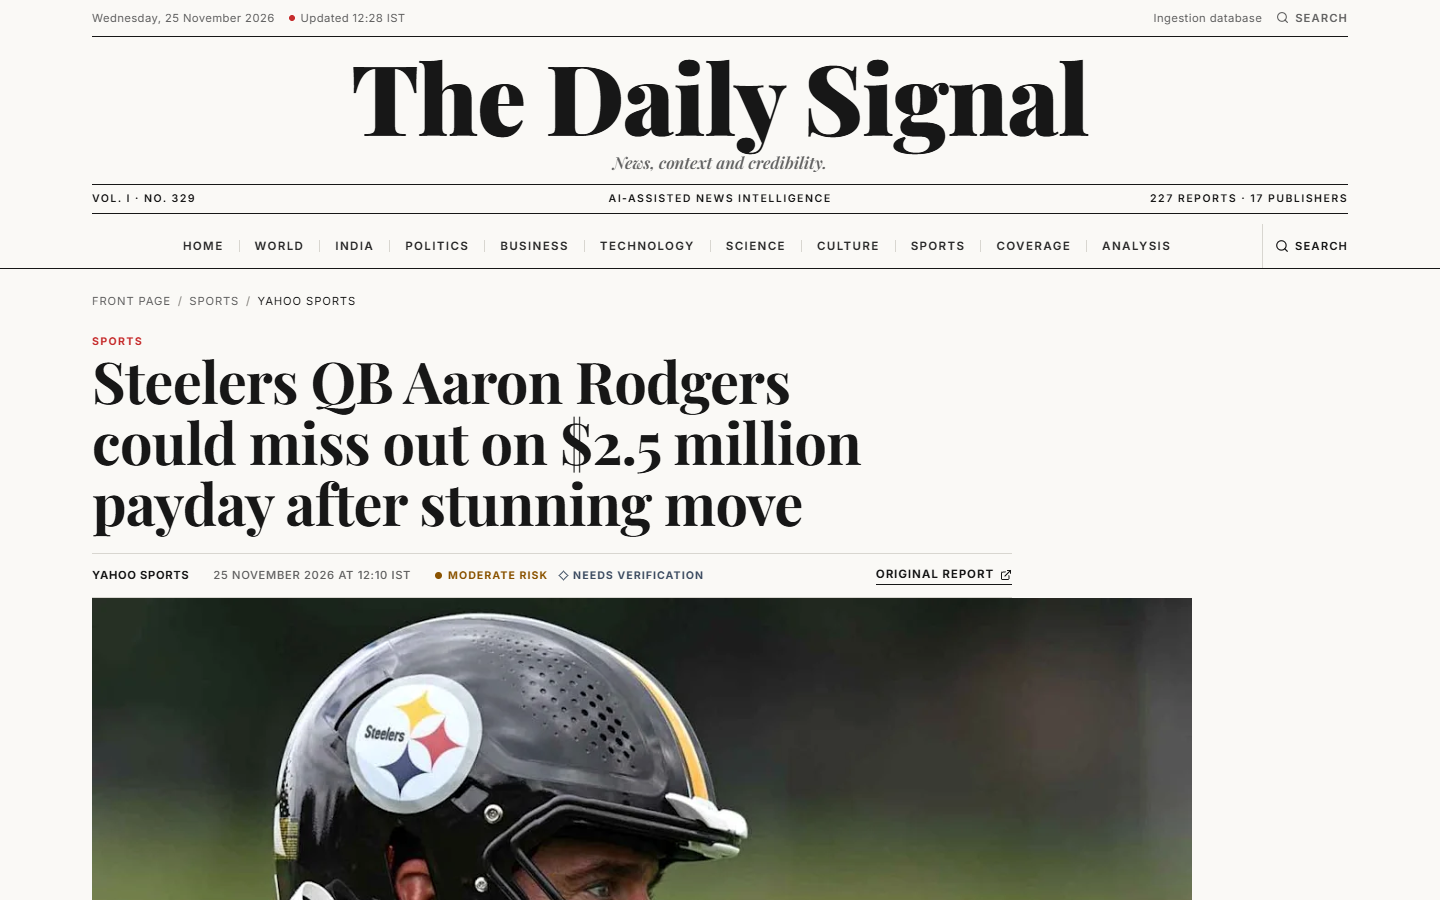 Wednesday, 25 November 2026 Updated 12:28 IST Ingestion database SEARCH
The Daily Signal
News, context and credibility.
VOL. I · NO. 329 AI-ASSISTED NEWS INTELLIGENCE 227 REPORTS · 17 PUBLISHERS
HOME WORLD INDIA POLITICS BUSINESS TECHNOLOGY SCIENCE CULTURE SPORTS COVERAGE ANALYSIS SEARCH
FRONT PAGE / SPORTS / YAHOO SPORTS
SPORTS
Steelers QB Aaron Rodgers
could miss out on $2.5 million
payday after stunning move
YAHOO SPORTS 25 NOVEMBER 2026 AT 12:10 IST MODERATE RISK NEEDS VERIFICATION ORIGINAL REPORT
Steelers